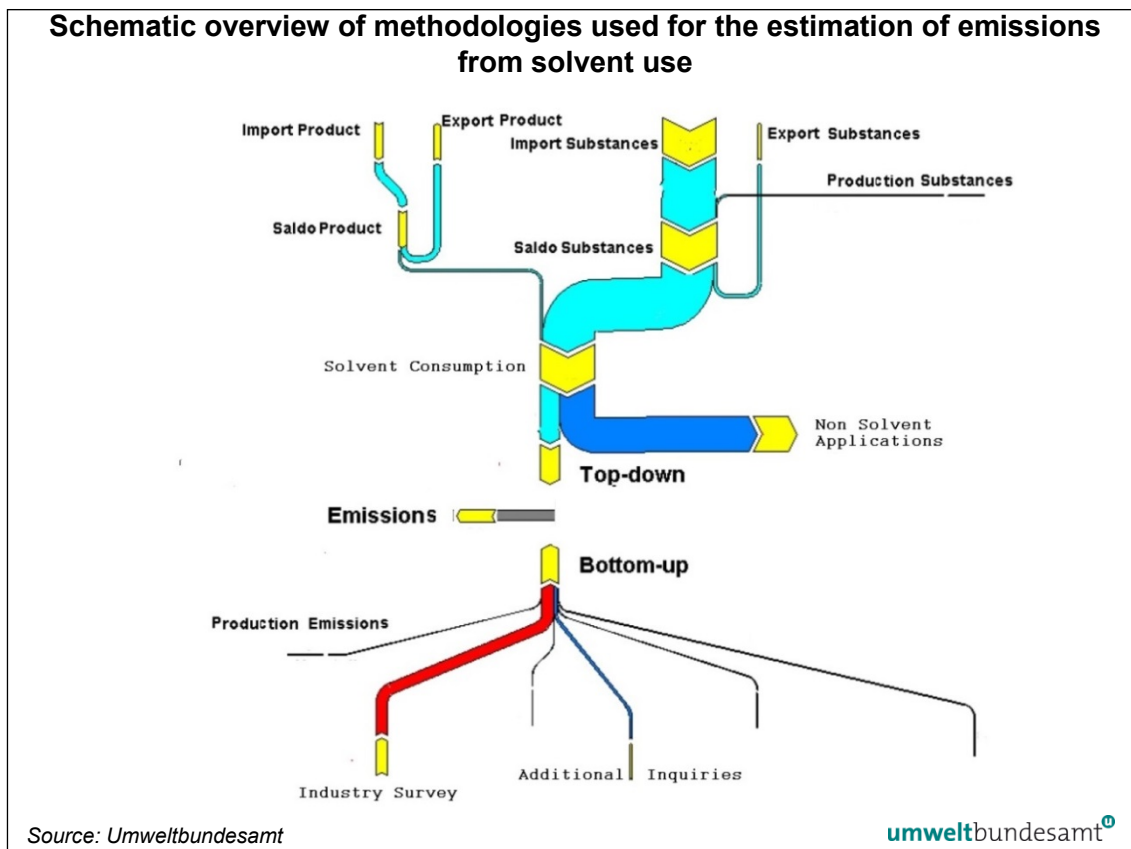 Schematic overview of methodologies used for the estimation of emissions
from solvent use
Import Product
Export Product
Import Substances
Export Substances
Production Substances
Saldo Product
Saldo Substances
Solvent Consumption
Non Solvent
Applications
Top-down
Emissions
Bottom-up
Production Emissions
Additional Inquiries
Industry Survey
Source: Umweltbundesamt
umweltbundesamt u